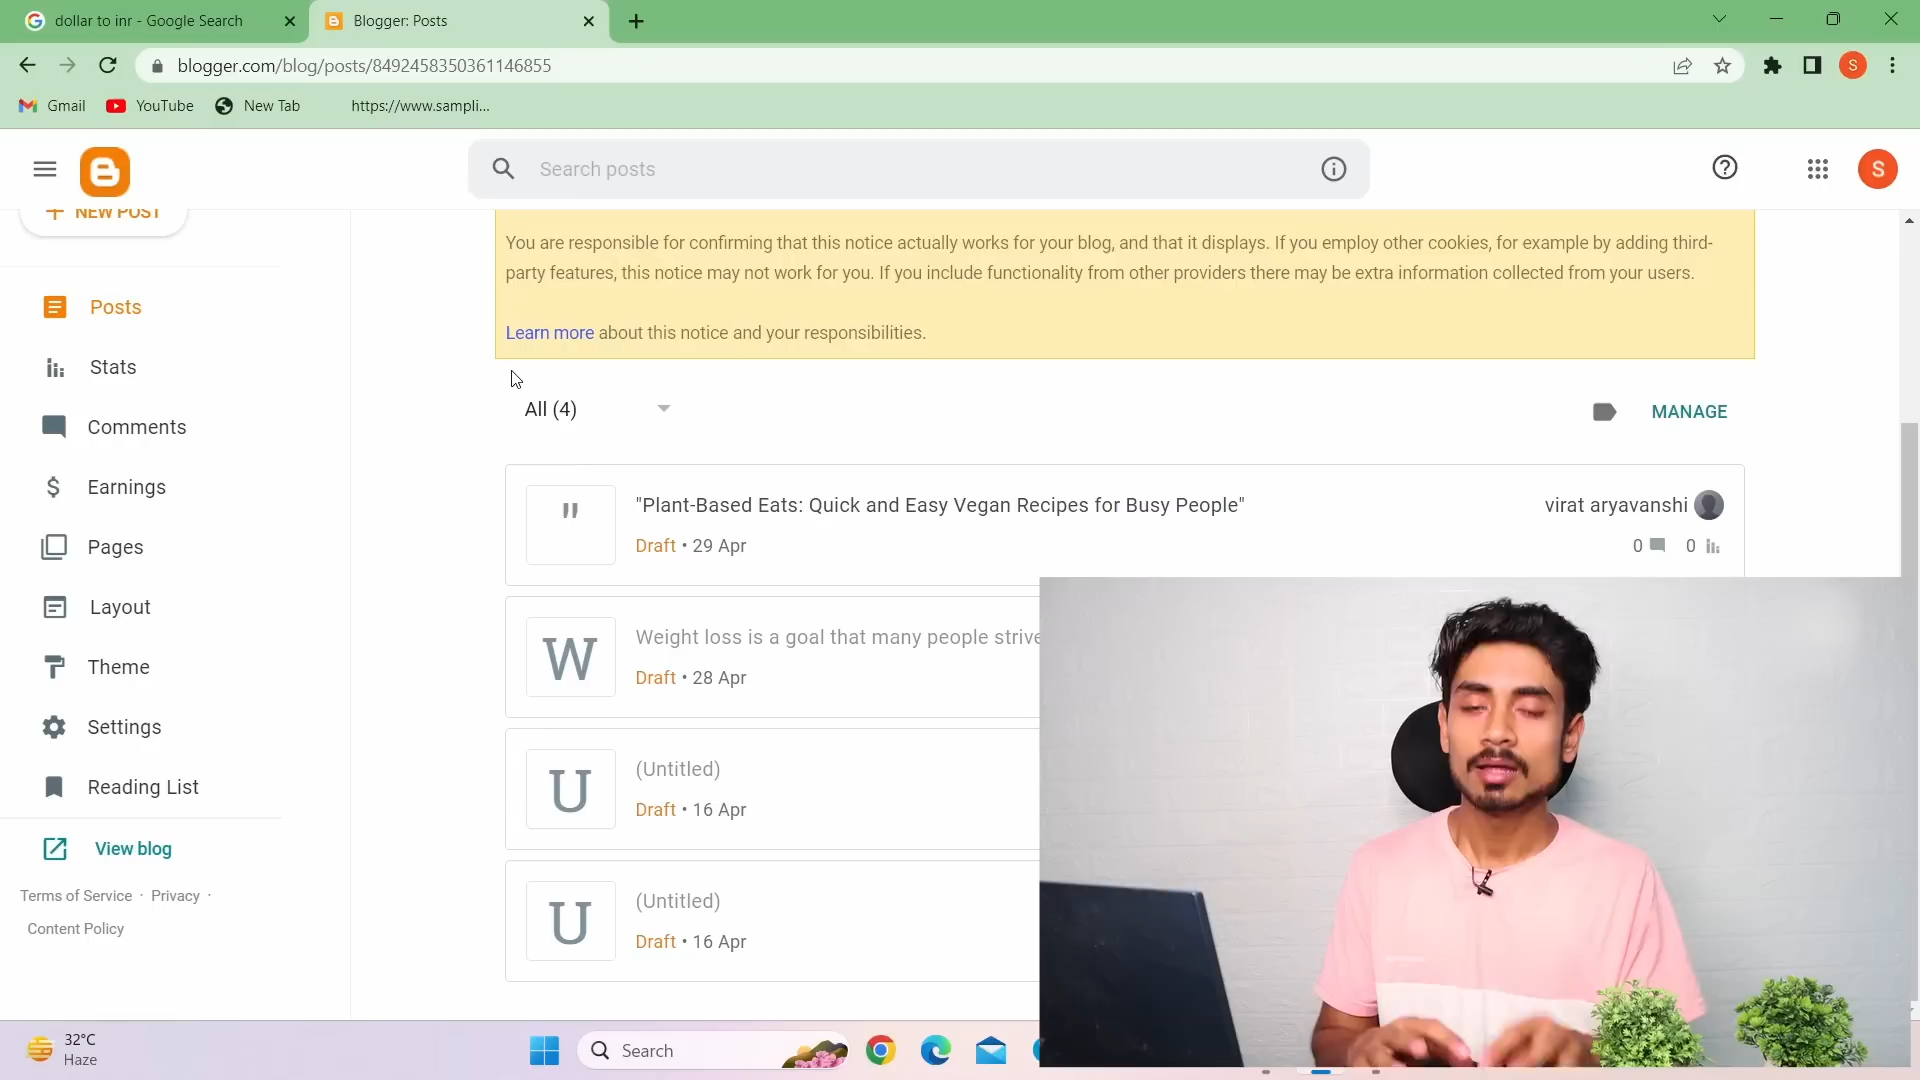 dollar to inr - Google Search
Blogger: Posts
blogger.com/blog/posts/8492458350361146855
S
Gmail
YouTube
New Tab
https://www.sampli...
Search posts
S
NEW POST
Posts
Stats
Comments
Earnings
Pages
Layout
Theme
Settings
Reading List
View blog
Terms of Service · Privacy ·
Content Policy
You are responsible for confirming that this notice actually works for your blog, and that it displays. If you employ other cookies, for example by adding third-
party features, this notice may not work for you. If you include functionality from other providers there may be extra information collected from your users.
Learn more about this notice and your responsibilities.
All (4)
MANAGE
"
"Plant-Based Eats: Quick and Easy Vegan Recipes for Busy People"
virat aryavanshi
Draft • 29 Apr
0
0
W
Weight loss is a goal that many people strive
Draft • 28 Apr
U
(Untitled)
Draft • 16 Apr
U
(Untitled)
Draft • 16 Apr
32°C
Haze
Search